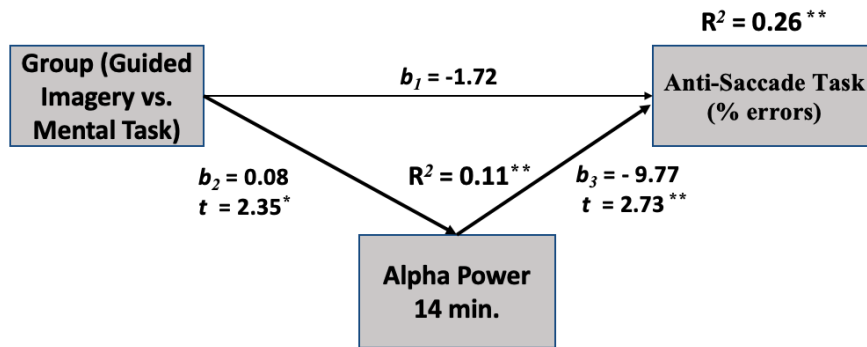 R² = 0.26 **
Group (Guided
Imagery vs.
Mental Task)
b₁ = -1.72
Anti-Saccade Task
(% errors)
b₂ = 0.08
t = 2.35*
R² = 0.11**
b₃ = - 9.77
t = 2.73 **
Alpha Power
14 min.